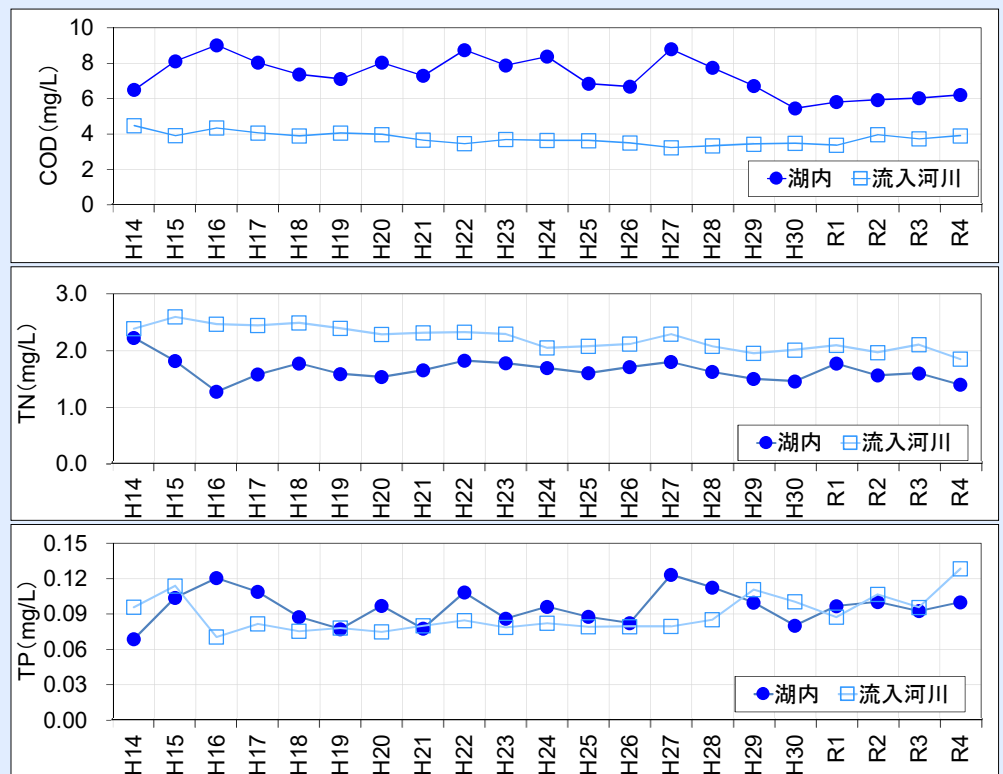 COD(mg/L)
10
8
6
4
2
0
●湖内 □流入河川
H14 H15 H16 H17 H18 H19 H20 H21 H22 H23 H24 H25 H26 H27 H28 H29 H30 R1 R2 R3 R4
TN(mg/L)
3.0
2.0
1.0
0.0
●湖内 □流入河川
H14 H15 H16 H17 H18 H19 H20 H21 H22 H23 H24 H25 H26 H27 H28 H29 H30 R1 R2 R3 R4
TP(mg/L)
0.15
0.12
0.09
0.06
0.03
0.00
●湖内 □流入河川
H14 H15 H16 H17 H18 H19 H20 H21 H22 H23 H24 H25 H26 H27 H28 H29 H30 R1 R2 R3 R4